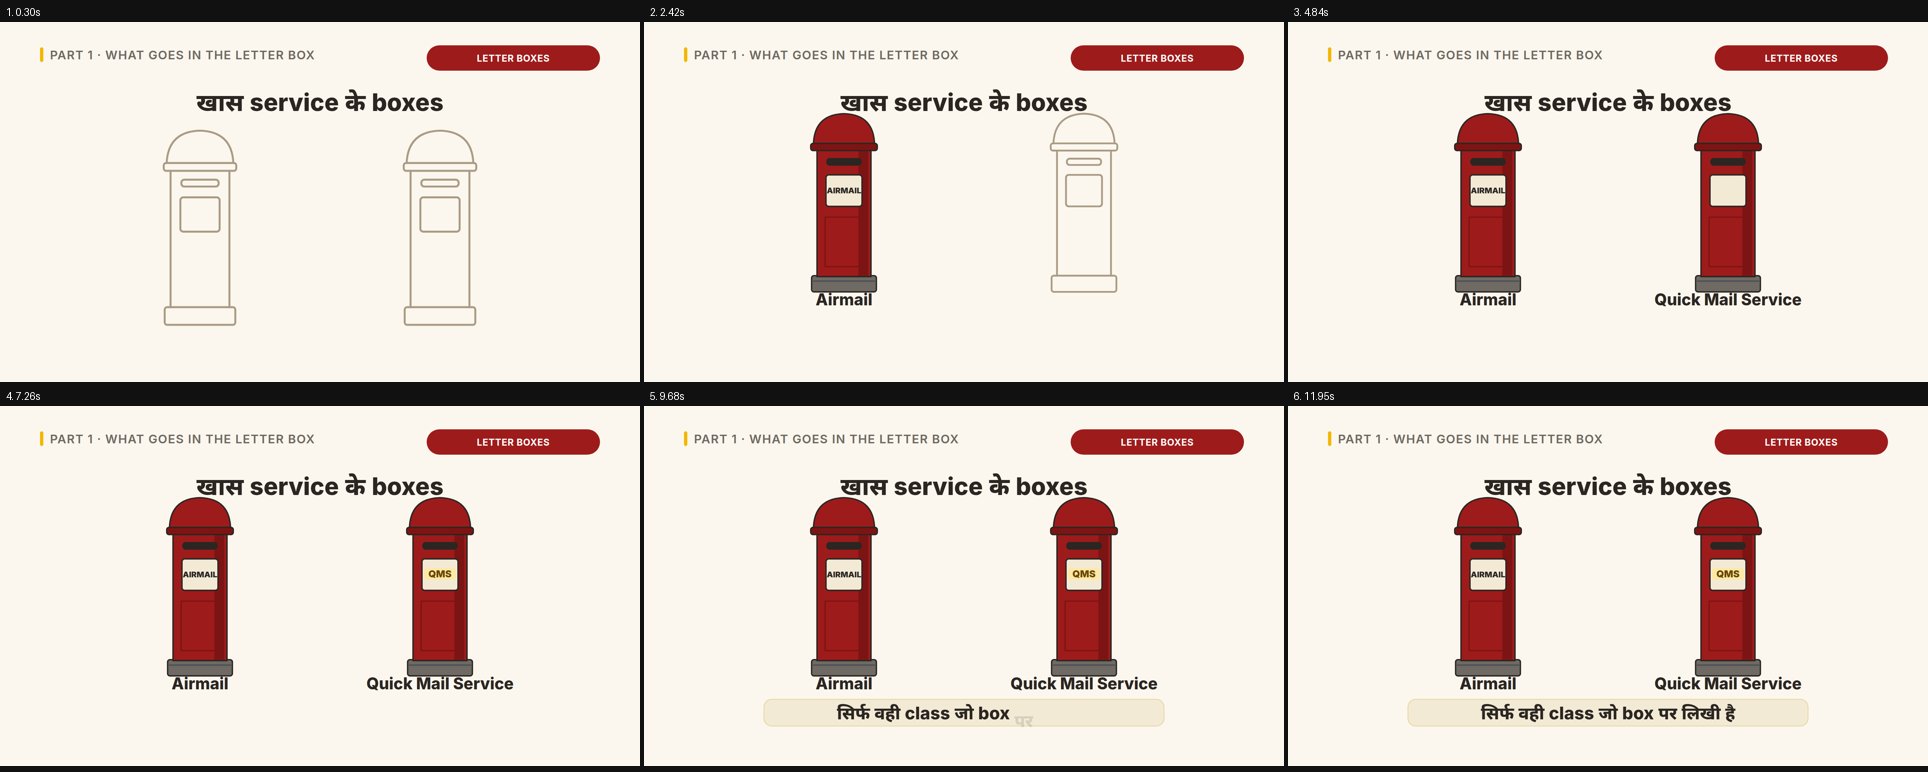 1. 0.30s
PART 1 · WHAT GOES IN THE LETTER BOX
LETTER BOXES
खास service के boxes
2. 2.42s
PART 1 · WHAT GOES IN THE LETTER BOX
LETTER BOXES
खास service के boxes
AIRMAIL
Airmail
3. 4.84s
PART 1 · WHAT GOES IN THE LETTER BOX
LETTER BOXES
खास service के boxes
AIRMAIL
Airmail
Quick Mail Service
4. 7.26s
PART 1 · WHAT GOES IN THE LETTER BOX
LETTER BOXES
खास service के boxes
AIRMAIL
QMS
Airmail
Quick Mail Service
5. 9.68s
PART 1 · WHAT GOES IN THE LETTER BOX
LETTER BOXES
खास service के boxes
AIRMAIL
QMS
Airmail
Quick Mail Service
सिर्फ वही class जो box पर
6. 11.95s
PART 1 · WHAT GOES IN THE LETTER BOX
LETTER BOXES
खास service के boxes
AIRMAIL
QMS
Airmail
Quick Mail Service
सिर्फ वही class जो box पर लिखी है